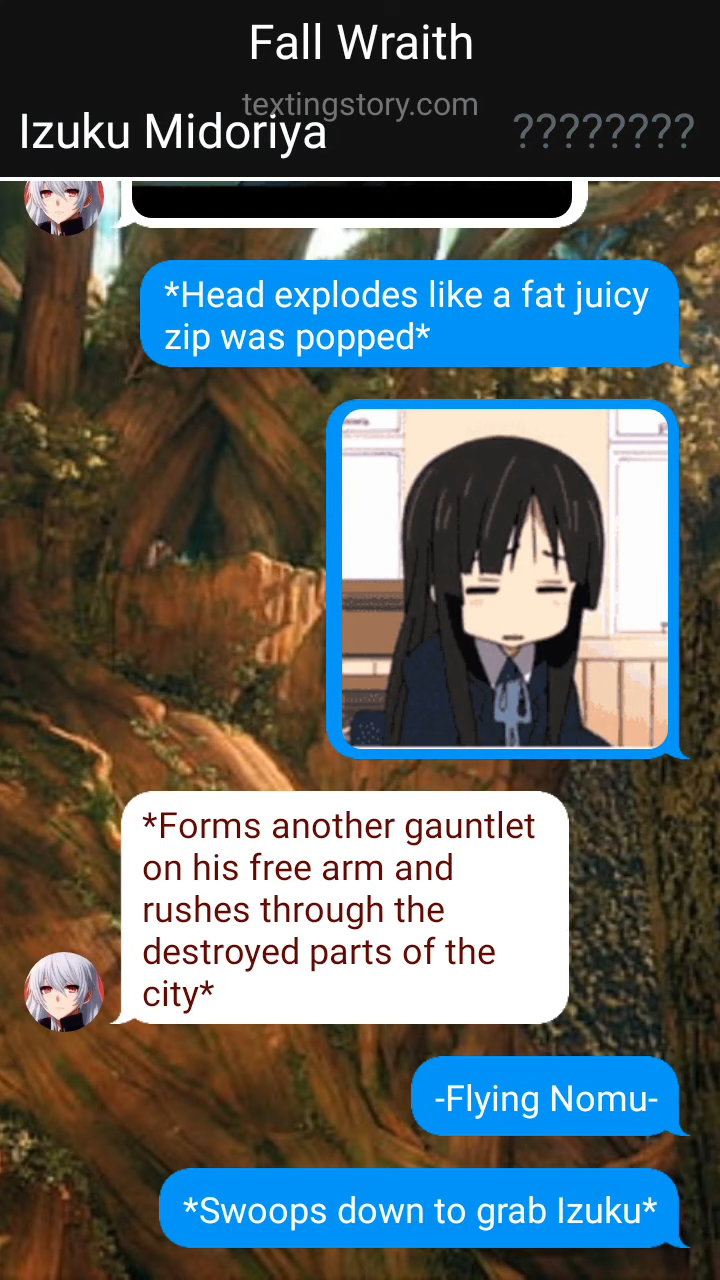 Fall Wraith
textingstory.com
Izuku Midoriya
????????
*Head explodes like a fat juicy
zip was popped*
*Forms another gauntlet
on his free arm and
rushes through the
destroyed parts of the
city*
-Flying Nomu-
*Swoops down to grab Izuku*